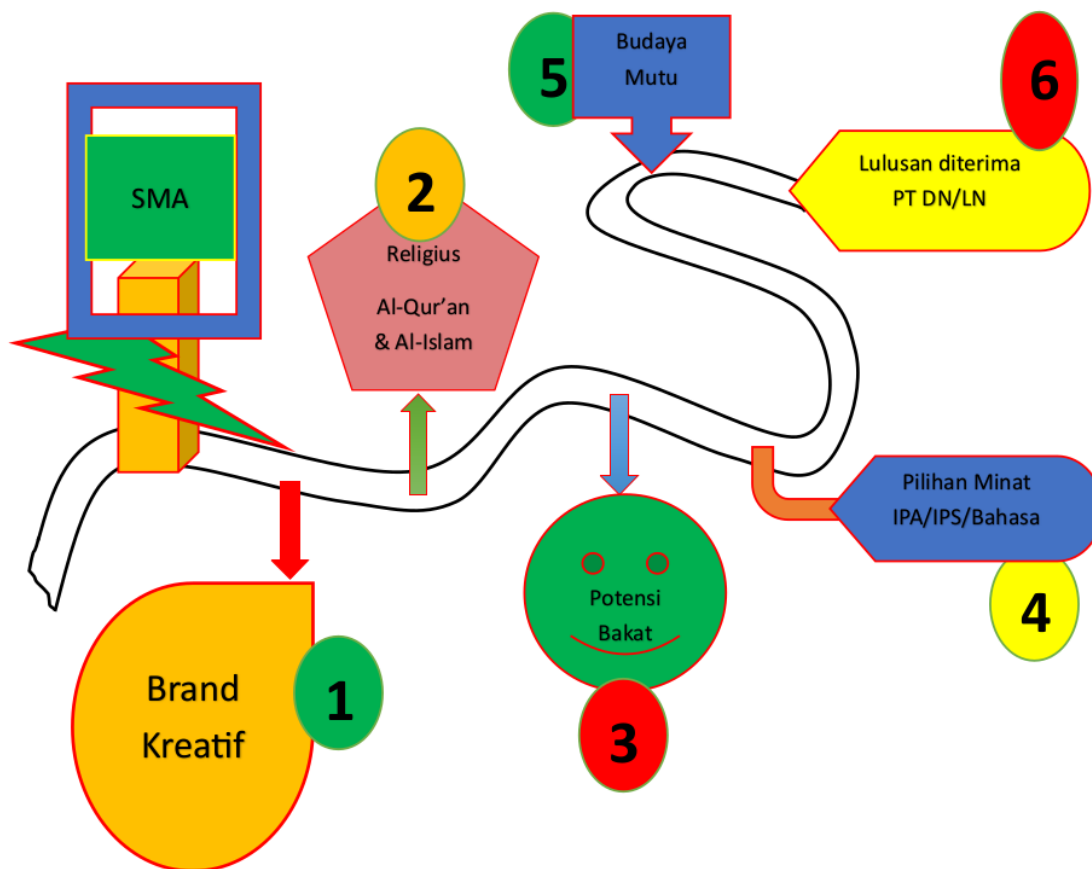 SMA
1
Brand
Kreatif
2
Religius
Al-Qur’an
& Al-Islam
3
Potensi
Bakat
4
Pilihan Minat
IPA/IPS/Bahasa
5
Budaya
Mutu
6
Lulusan diterima
PT DN/LN